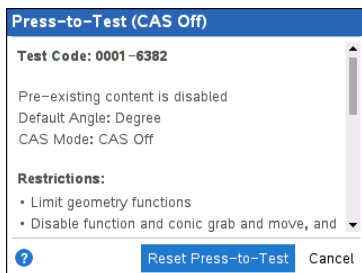 Press-to-Test (CAS Off)
Test Code: 0001-6382
Pre-existing content is disabled
Default Angle: Degree
CAS Mode: CAS Off
Restrictions:
• Limit geometry functions
• Disable function and conic grab and move, and
? Reset Press-to-Test Cancel